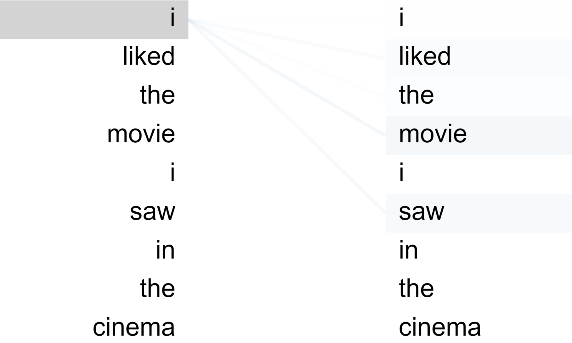 i i
liked liked
the the
movie movie
i i
saw saw
in in
the the
cinema cinema